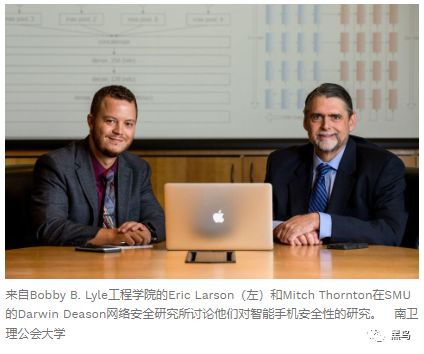 来自Bobby B. Lyle工程学院的Eric Larson（左）和Mitch Thornton在SMU
的Darwin Deason网络安全研究所讨论他们对智能手机安全性的研究。 南卫
理公会大学
黑鸟